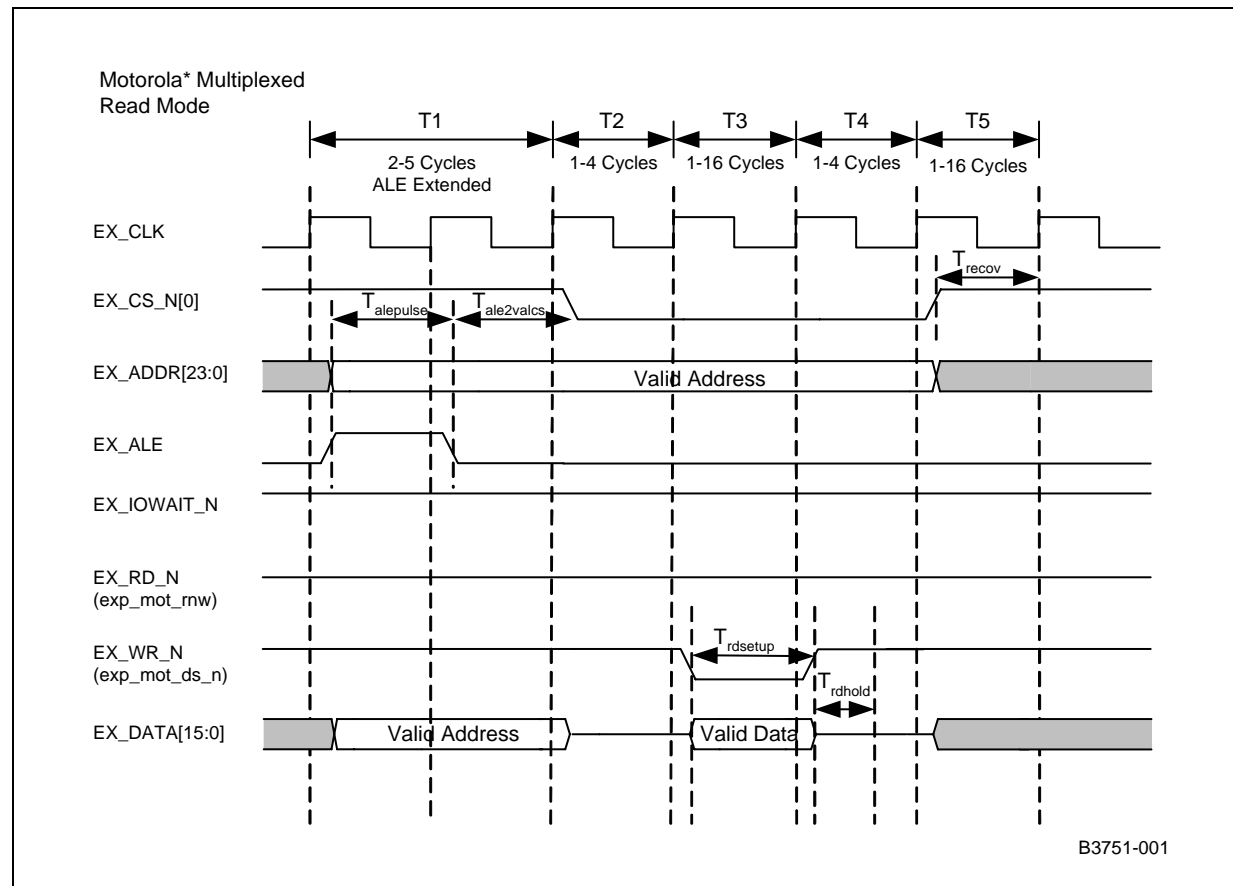 Motorola* Multiplexed
Read Mode
T1
T2
T3
T4
T5
2-5 Cycles
ALE Extended
1-4 Cycles
1-16 Cycles
1-4 Cycles
1-16 Cycles
EX_CLK
Trecov
EX_CS_N[0]
Talepulse
Tale2valcs
EX_ADDR[23:0]
Valid Address
EX_ALE
EX_IOWAIT_N
EX_RD_N
(exp_mot_rnw)
EX_WR_N
(exp_mot_ds_n)
Trdsetup
Trdhold
EX_DATA[15:0]
Valid Address
Valid Data
B3751-001